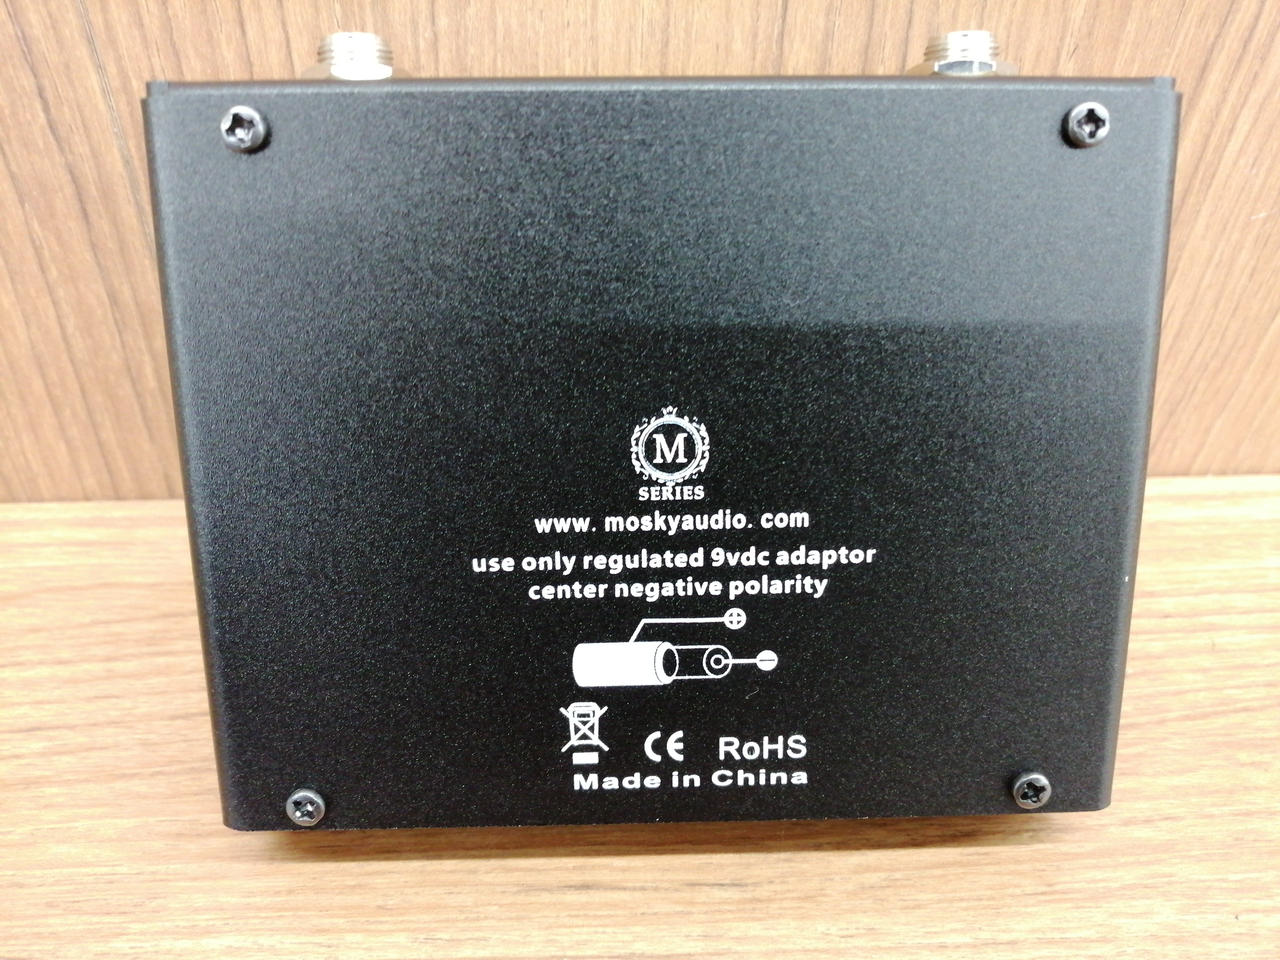 M
SERIES
www. moskyaudio. com
use only regulated 9vdc adaptor
center negative polarity
CE RoHS
Made in China